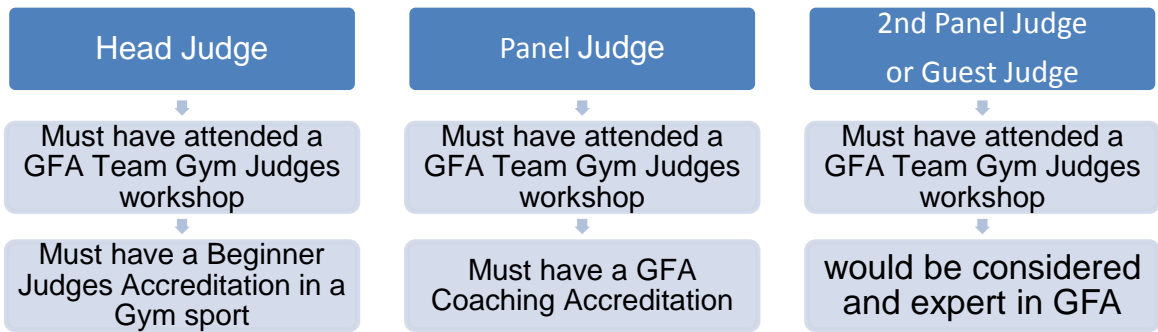 Head Judge
Must have attended a
GFA Team Gym Judges
workshop
Must have a Beginner
Judges Accreditation in a
Gym sport
Panel Judge
Must have attended a
GFA Team Gym Judges
workshop
Must have a GFA
Coaching Accreditation
2nd Panel Judge
or Guest Judge
Must have attended a
GFA Team Gym Judges
workshop
would be considered
and expert in GFA